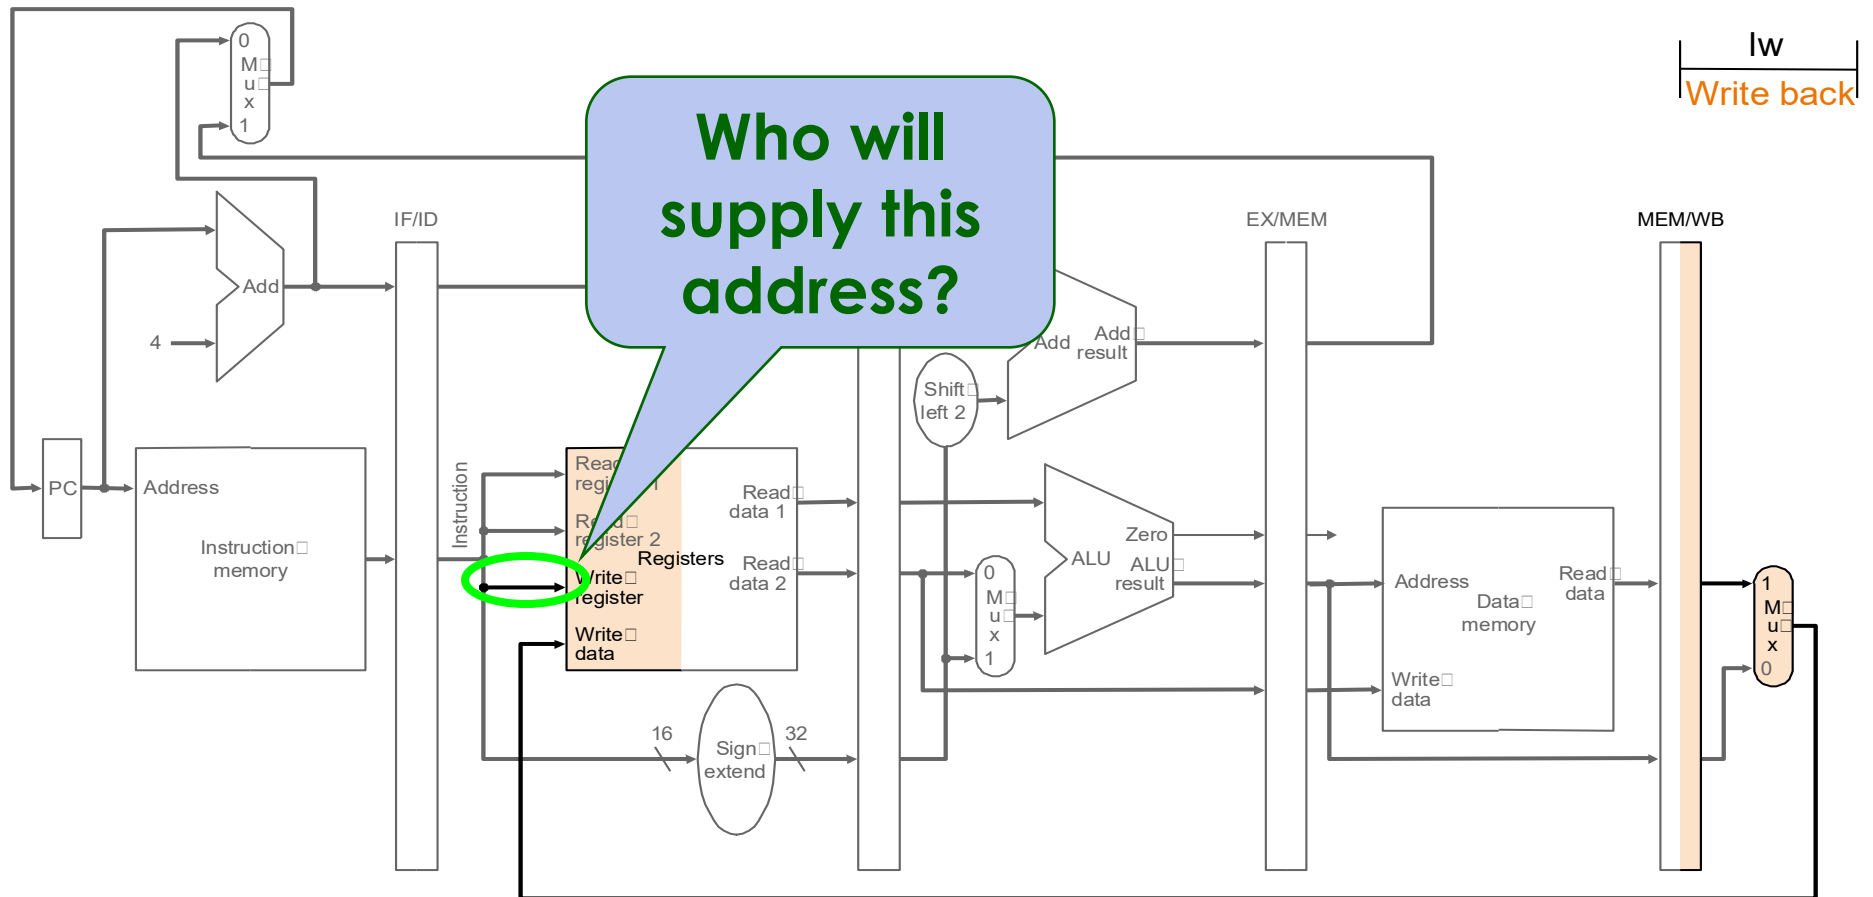 lw
Write back
Who will
supply this
address?
0
M
u
x
1
IF/ID
EX/MEM
MEM/WB
Add
4
Add
Add
result
Shift
left 2
PC
Address
Instruction
memory
Instruction
Read
register 1
Read
register 2
Write
register
Write
data
Registers
Read
data 1
Read
data 2
0
M
u
x
1
ALU
Zero
ALU
result
Address
Data
memory
Read
data
Write
data
1
M
u
x
0
16
Sign
extend
32